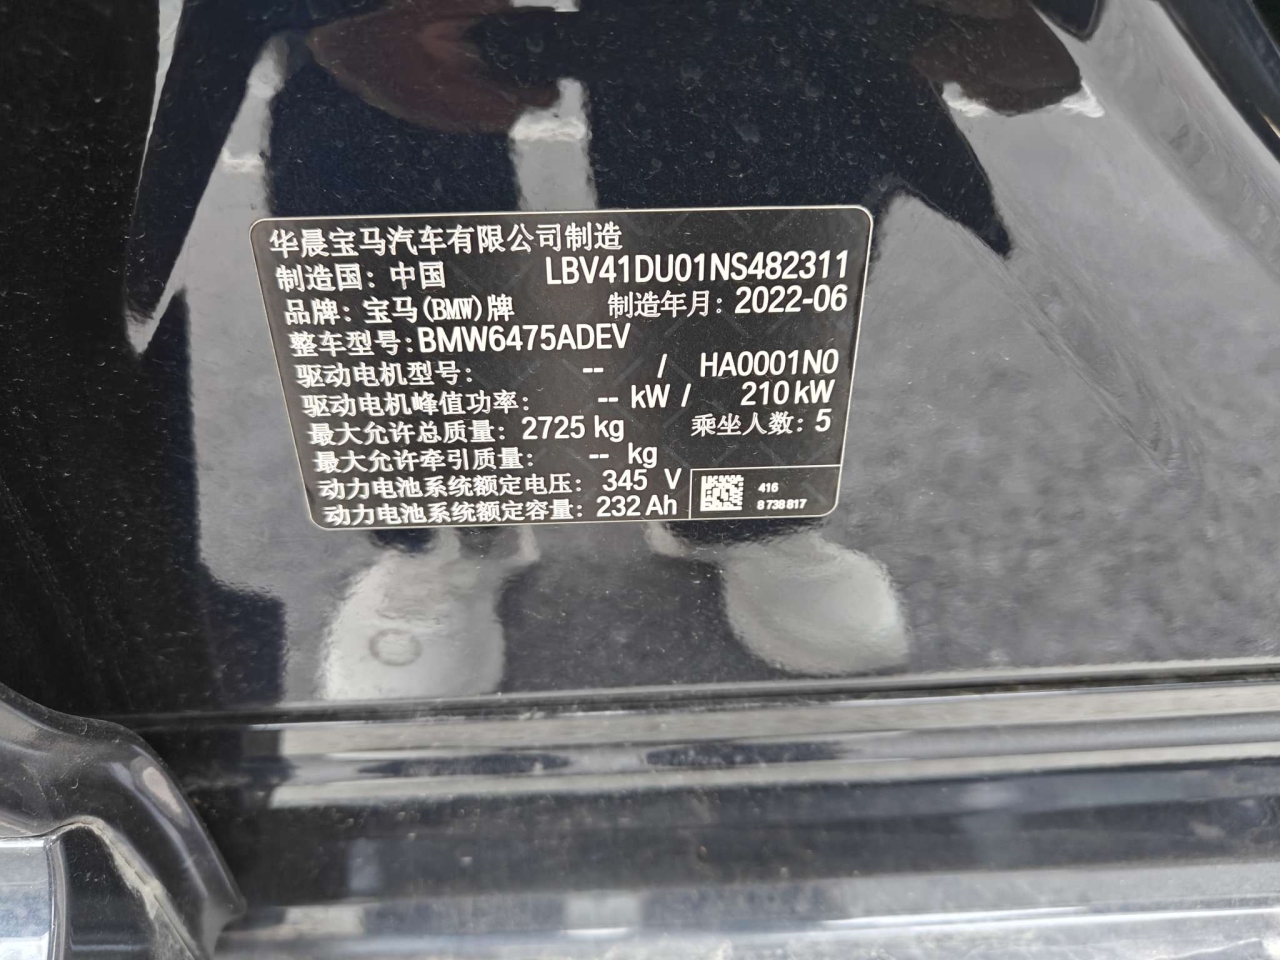 华晨宝马汽车有限公司制造
制造国：中国 LBV41DU01NS482311
品牌：宝马(BMW)牌 制造年月：2022-06
整车型号：BMW6475ADEV
驱动电机型号： -- / HA0001N0
驱动电机峰值功率： -- kW / 210 kW
最大允许总质量：2725 kg 乘坐人数：5
最大允许牵引质量： -- kg
动力电池系统额定电压：345 V
动力电池系统额定容量：232 Ah
416
8 738 817